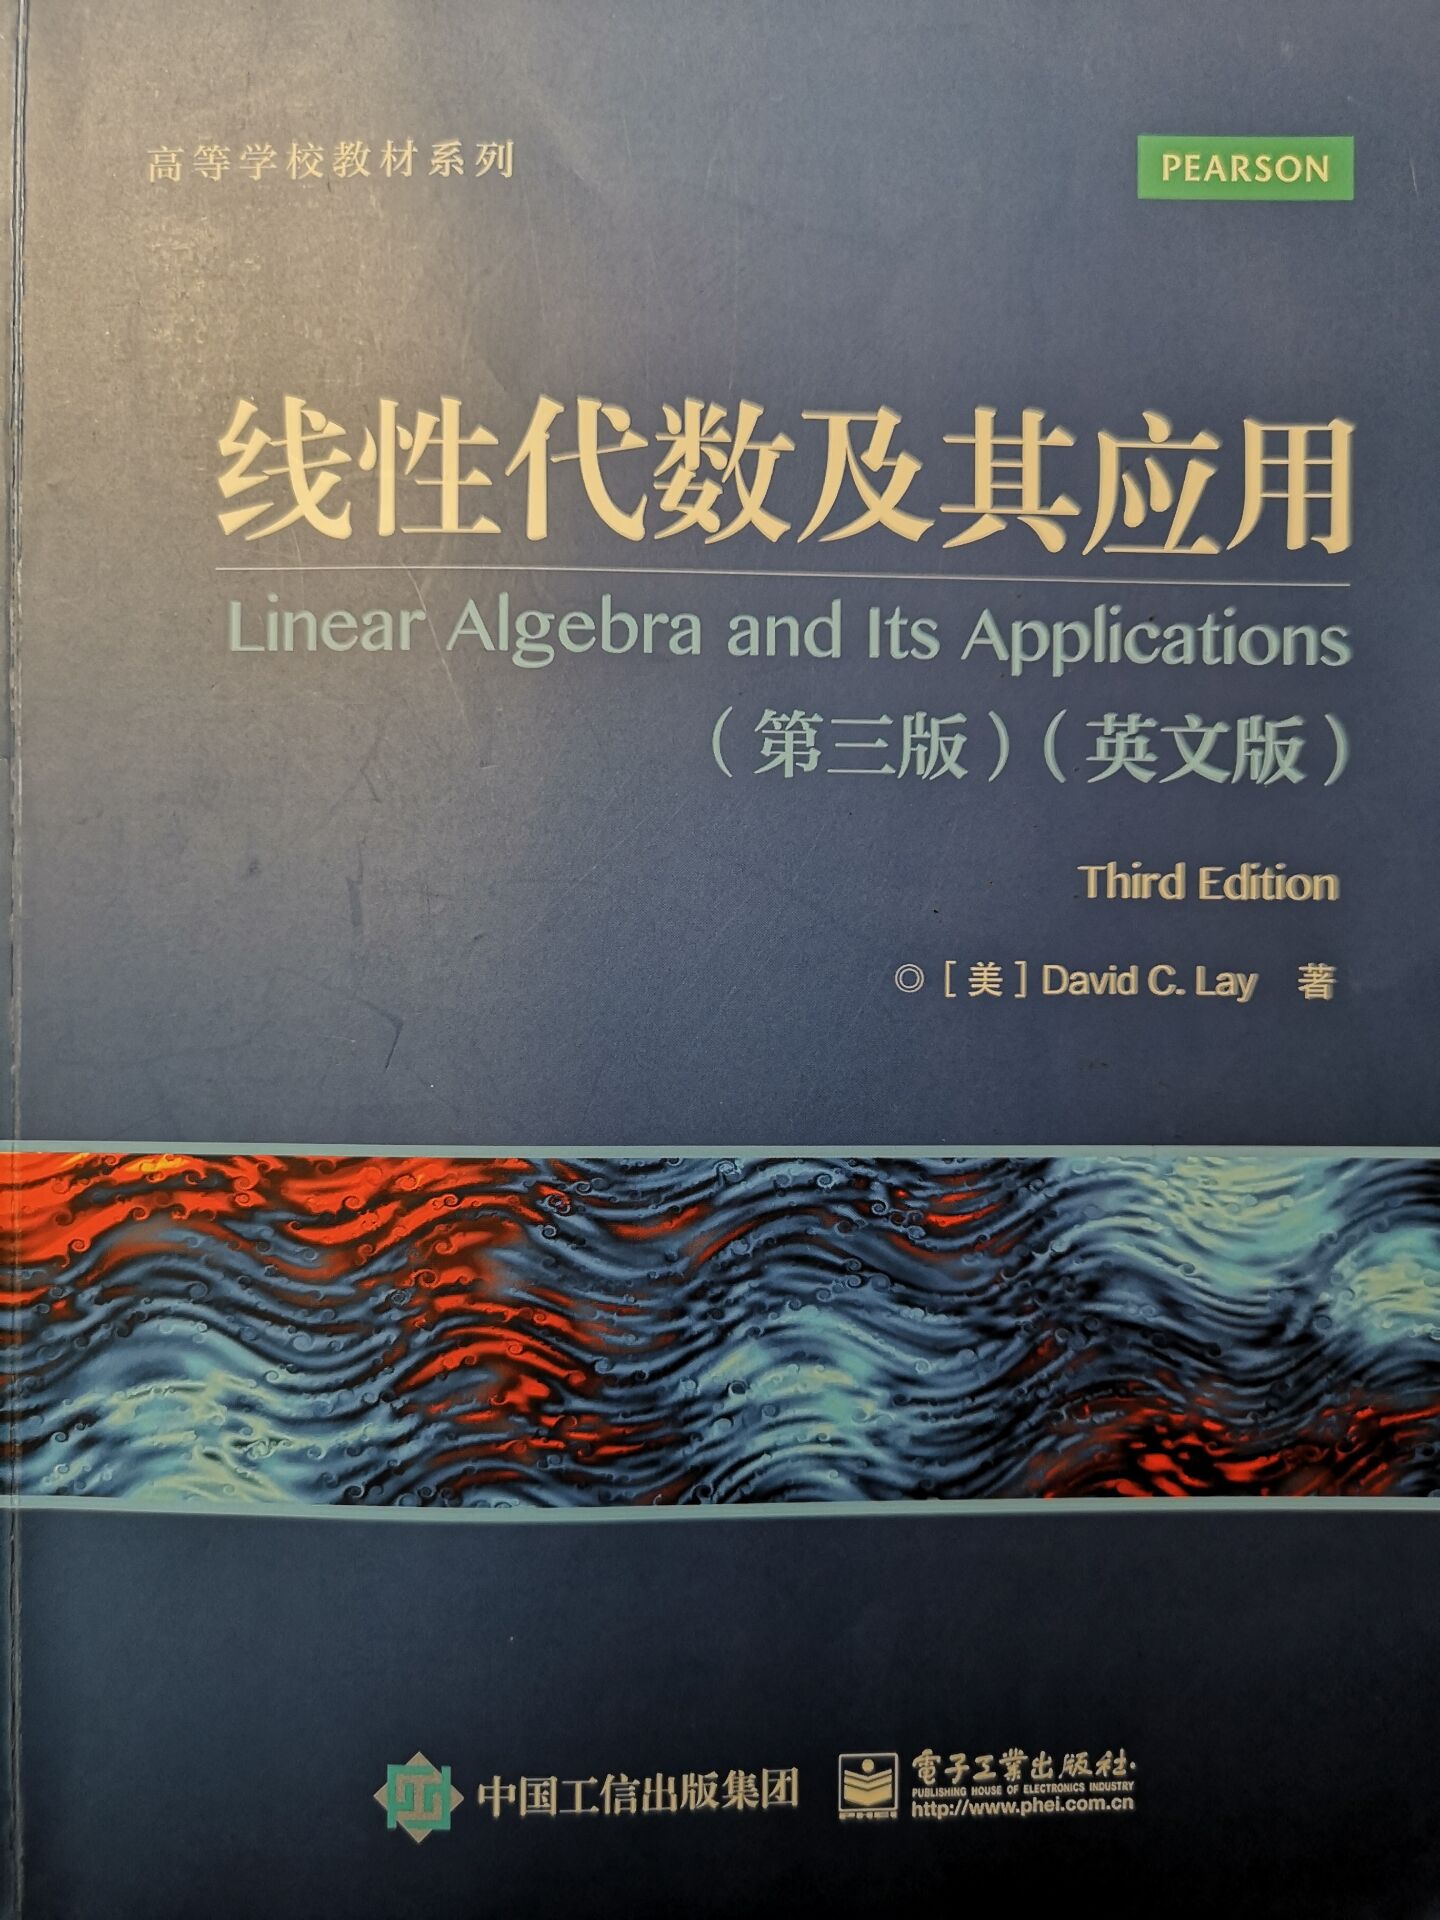 高等学校教材系列
PEARSON
线性代数及其应用
Linear Algebra and Its Applications
（第三版）（英文版）
Third Edition
◎［美］David C. Lay 著
中国工信出版集团
電子工業出版社·
PUBLISHING HOUSE OF ELECTRONICS INDUSTRY
http://www.phei.com.cn
PHEI